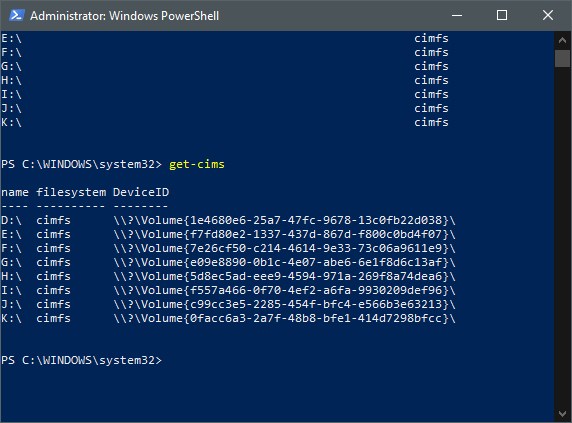 Administrator: Windows PowerShell
E:\ cimfs
F:\ cimfs
G:\ cimfs
H:\ cimfs
I:\ cimfs
J:\ cimfs
K:\ cimfs
PS C:\WINDOWS\system32> get-cims
name filesystem DeviceID
---- ---------- --------
D:\ cimfs \\?\Volume{1e4680e6-25a7-47fc-9678-13c0fb22d038}\
E:\ cimfs \\?\Volume{f7fd80e2-1337-437d-867d-f800c0bd4f07}\
F:\ cimfs \\?\Volume{7e26cf50-c214-4614-9e33-73c06a9611e9}\
G:\ cimfs \\?\Volume{e09e8890-0b1c-4e07-abe6-6e1f8d6c13af}\
H:\ cimfs \\?\Volume{5d8ec5ad-eee9-4594-971a-269f8a74dea6}\
I:\ cimfs \\?\Volume{f557a466-0f70-4ef2-a6fa-9930209def96}\
J:\ cimfs \\?\Volume{c99cc3e5-2285-454f-bfc4-e566b3e63213}\
K:\ cimfs \\?\Volume{0facc6a3-2a7f-48b8-bfe1-414d7298bfcc}\
PS C:\WINDOWS\system32>